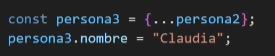 const persona3 = {...persona2};
persona3.nombre = "Claudia";